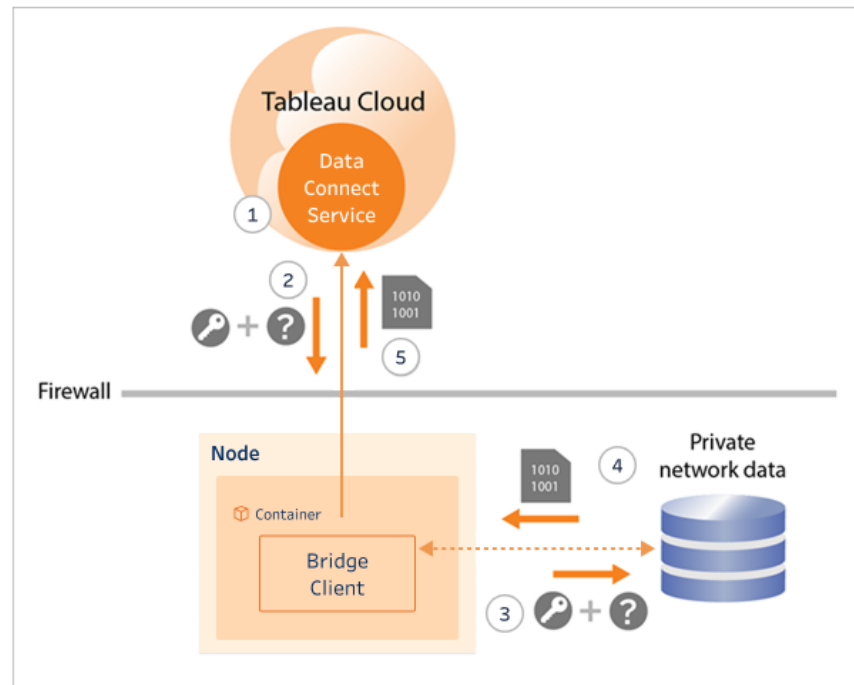 Tableau Cloud
Data
Connect
Service
1
2
+
?
1010
1001
5
Firewall
Node
Container
Bridge
Client
1010
1001
4
Private
network data
3
+
?